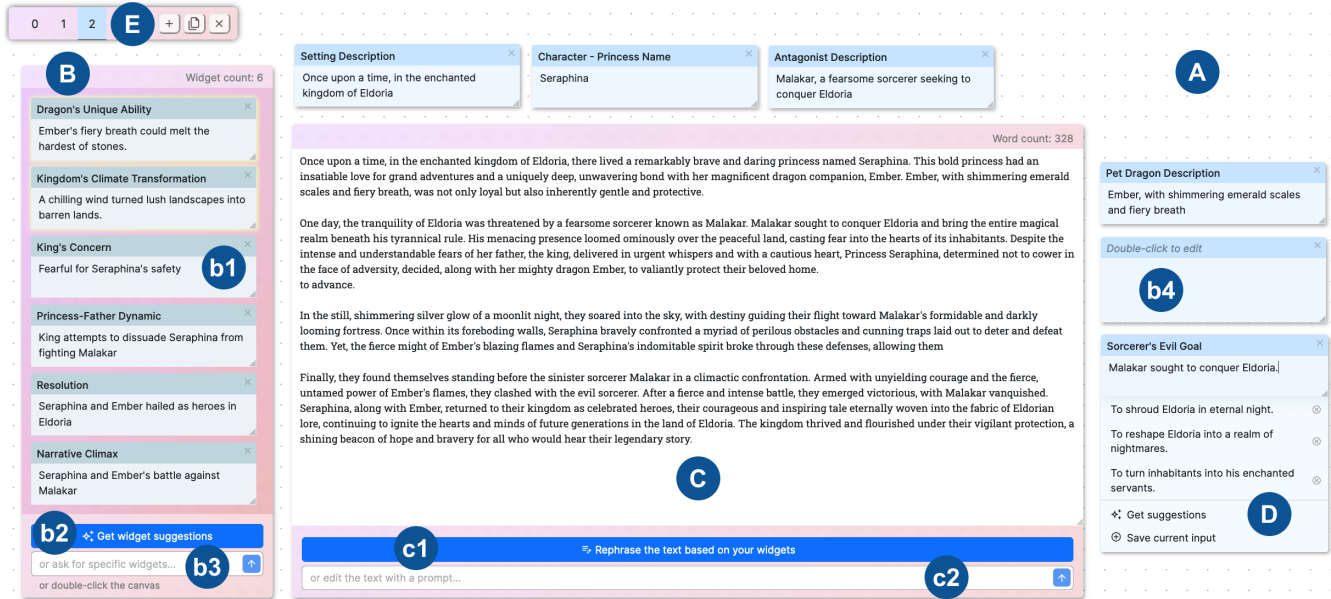 0 1 2 E
B
Widget count: 6
Dragon's Unique Ability
Ember's fiery breath could melt the
hardest of stones.
Kingdom's Climate Transformation
A chilling wind turned lush landscapes into
barren lands.
King's Concern
Fearful for Seraphina's safety
b1
Princess-Father Dynamic
King attempts to dissuade Seraphina from
fighting Malakar
Resolution
Seraphina and Ember hailed as heroes in
Eldoria
Narrative Climax
Seraphina and Ember's battle against
Malakar
b2
Get widget suggestions
or ask for specific widgets...
b3
or double-click the canvas
Setting Description
Once upon a time, in the enchanted
kingdom of Eldoria
Character - Princess Name
Seraphina
Antagonist Description
Malakar, a fearsome sorcerer seeking to
conquer Eldoria
A
Word count: 328
Once upon a time, in the enchanted kingdom of Eldoria, there lived a remarkably brave and daring princess named Seraphina. This bold princess had an
insatiable love for grand adventures and a uniquely deep, unwavering bond with her magnificent dragon companion, Ember. Ember, with shimmering emerald
scales and fiery breath, was not only loyal but also inherently gentle and protective.
One day, the tranquility of Eldoria was threatened by a fearsome sorcerer known as Malakar. Malakar sought to conquer Eldoria and bring the entire magical
realm beneath his tyrannical rule. His menacing presence loomed ominously over the peaceful land, casting fear into the hearts of its inhabitants. Despite the
intense and understandable fears of her father, the king, delivered in urgent whispers and with a cautious heart, Princess Seraphina, determined not to cower in
the face of adversity, decided, along with her mighty dragon Ember, to valiantly protect their beloved home.
to advance.
In the still, shimmering silver glow of a moonlit night, they soared into the sky, with destiny guiding their flight toward Malakar's formidable and darkly
looming fortress. Once within its foreboding walls, Seraphina bravely confronted a myriad of perilous obstacles and cunning traps laid out to deter and defeat
them. Yet, the fierce might of Ember's blazing flames and Seraphina's indomitable spirit broke through these defenses, allowing them
Finally, they found themselves standing before the sinister sorcerer Malakar in a climactic confrontation. Armed with unyielding courage and the fierce,
untamed power of Ember's flames, they clashed with the evil sorcerer. After a fierce and intense battle, they emerged victorious, with Malakar vanquished.
Seraphina, along with Ember, returned to their kingdom as celebrated heroes, their courageous and inspiring tale eternally woven into the fabric of Eldorian
lore, continuing to ignite the hearts and minds of future generations in the land of Eldoria. The kingdom thrived and flourished under their vigilant protection, a
shining beacon of hope and bravery for all who would hear their legendary story.
C
c1
Rephrase the text based on your widgets
or edit the text with a prompt...
c2
Pet Dragon Description
Ember, with shimmering emerald scales
and fiery breath
Double-click to edit
b4
Sorcerer's Evil Goal
Malakar sought to conquer Eldoria.
To shroud Eldoria in eternal night.
To reshape Eldoria into a realm of
nightmares.
To turn inhabitants into his enchanted
servants.
Get suggestions
D
Save current input